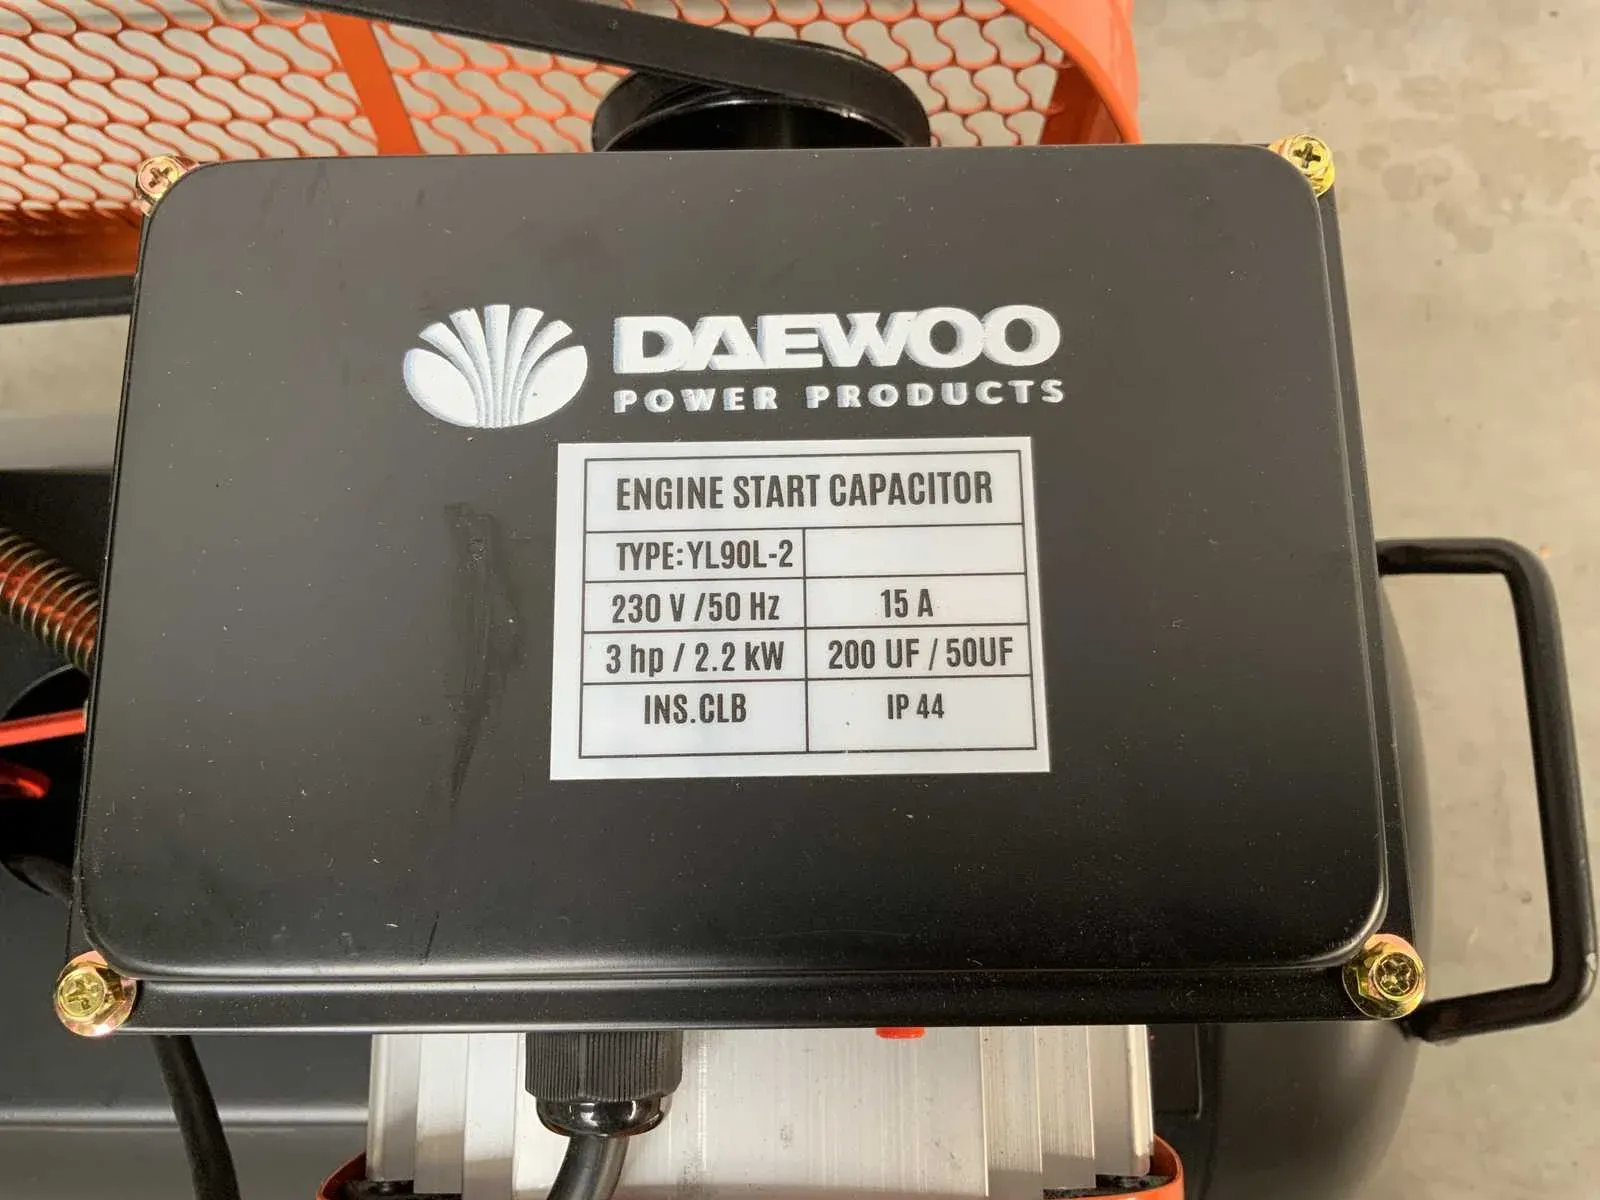 DAEWOO
POWER PRODUCTS
ENGINE START CAPACITOR
TYPE:YL90L-2
230 V /50 Hz 15 A
3 hp / 2.2 kW 200 UF / 50UF
INS.CLB IP 44